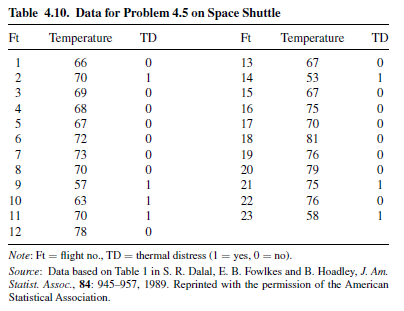 Table 4.10. Data for Problem 4.5 on Space Shuttle
Ft Temperature TD Ft Temperature TD
1 66 0 13 67 0
2 70 1 14 53 1
3 69 0 15 67 0
4 68 0 16 75 0
5 67 0 17 70 0
6 72 0 18 81 0
7 73 0 19 76 0
8 70 0 20 79 0
9 57 1 21 75 1
10 63 1 22 76 0
11 70 1 23 58 1
12 78 0
Note: Ft = flight no., TD = thermal distress (1 = yes, 0 = no).
Source: Data based on Table 1 in S. R. Dalal, E. B. Fowlkes and B. Hoadley, J. Am.
Statist. Assoc., 84: 945–957, 1989. Reprinted with the permission of the American
Statistical Association.